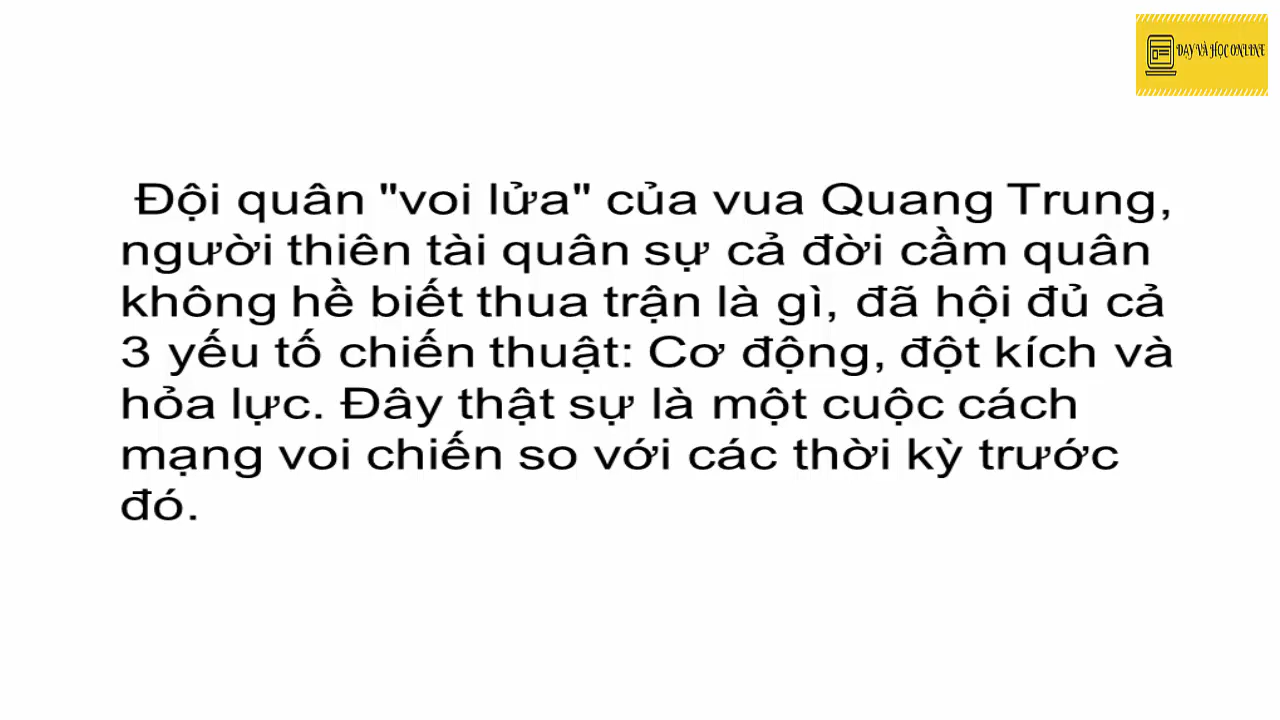 DẠY VÀ HỌC ONLINE
Đội quân "voi lửa" của vua Quang Trung,
người thiên tài quân sự cả đời cầm quân
không hề biết thua trận là gì, đã hội đủ cả
3 yếu tố chiến thuật: Cơ động, đột kích và
hỏa lực. Đây thật sự là một cuộc cách
mạng voi chiến so với các thời kỳ trước
đó.